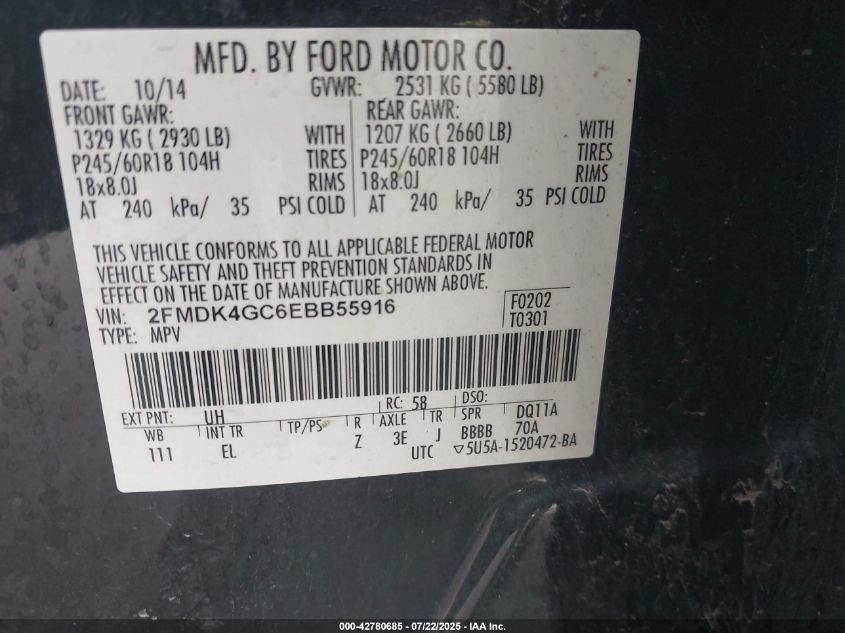 MFD. BY FORD MOTOR CO.
DATE: 10/14 GVWR: 2531 KG ( 5580 LB)
FRONT GAWR: REAR GAWR:
1329 KG ( 2930 LB) WITH 1207 KG ( 2660 LB) WITH
P245/60R18 104H TIRES P245/60R18 104H TIRES
18x8.0J RIMS 18x8.0J RIMS
AT 240 kPa/ 35 PSI COLD AT 240 kPa/ 35 PSI COLD
THIS VEHICLE CONFORMS TO ALL APPLICABLE FEDERAL MOTOR
VEHICLE SAFETY AND THEFT PREVENTION STANDARDS IN
EFFECT ON THE DATE OF MANUFACTURE SHOWN ABOVE.
VIN: 2FMDK4GC6EBB55916 F0202
TYPE: MPV T0301
EXT PNT: UH RC: 58 DSO:
WB INT TR TP/PS R AXLE TR SPR DQ11A
111 EL Z 3E J BBBB 70A
UTC ▽5U5A-1520472-BA
000-42780685 - 07/22/2025 - IAA Inc.